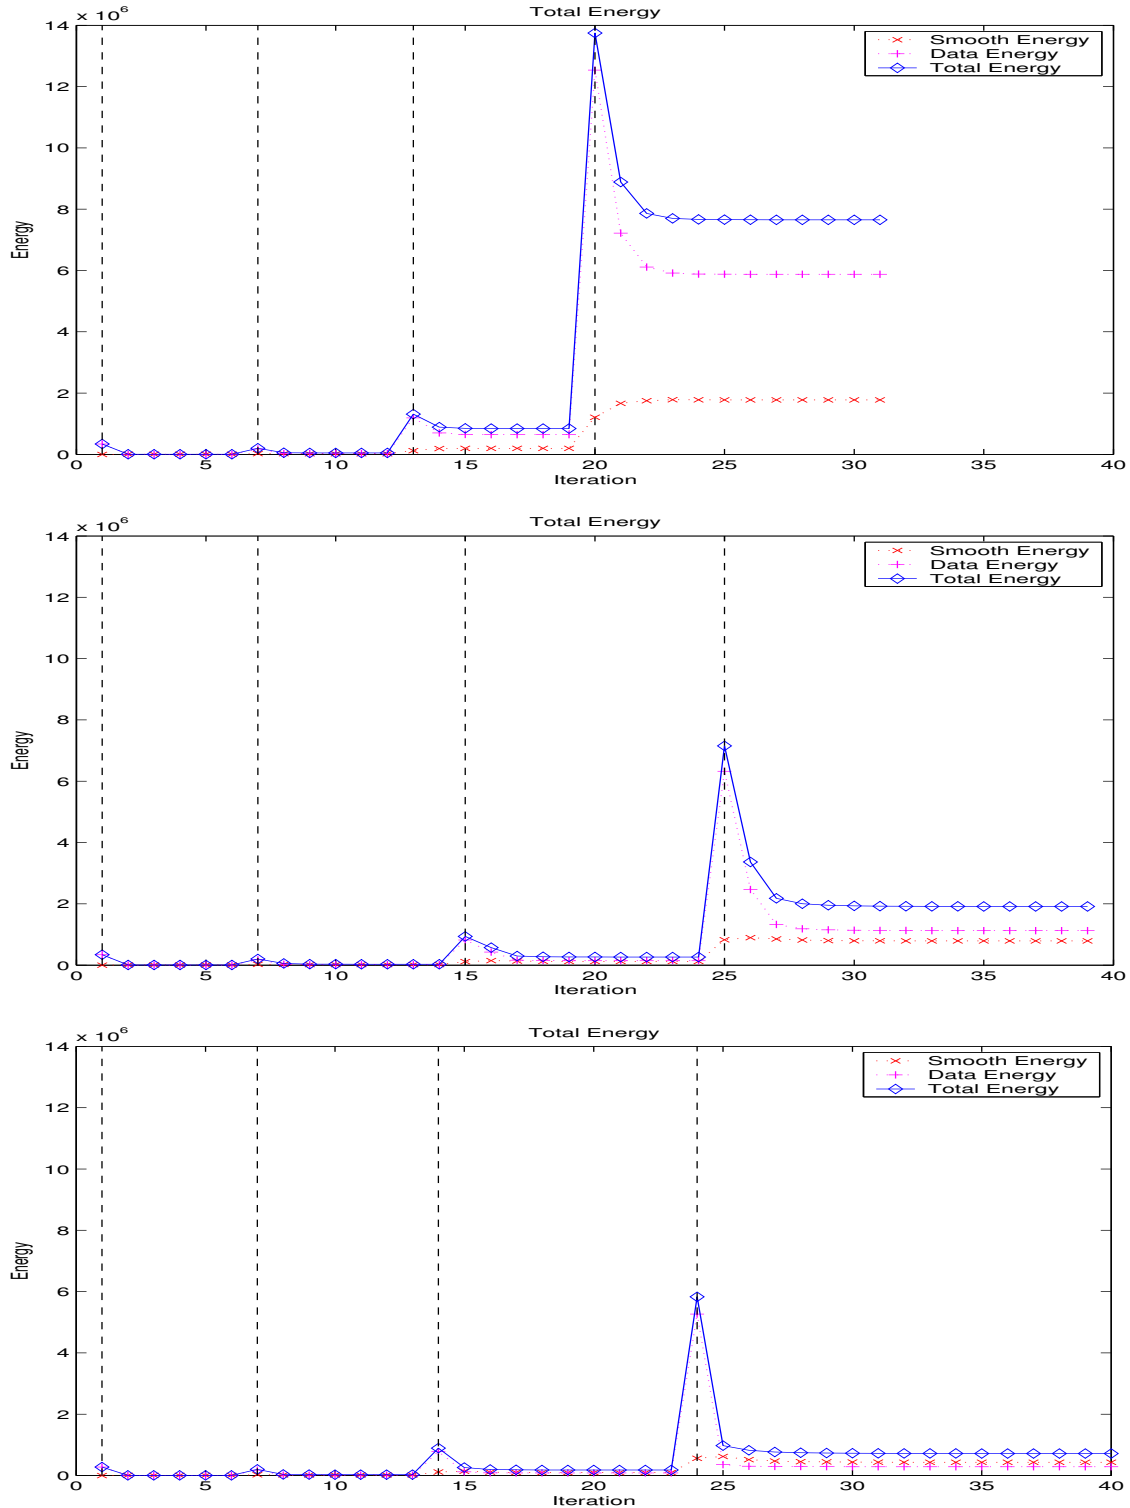 Total Energy
× 10^6
14
12
10
8
6
4
2
0
Energy
Smooth Energy
Data Energy
Total Energy
0 5 10 15 20 25 30 35 40
Iteration
Total Energy
× 10^6
14
12
10
8
6
4
2
0
Energy
Smooth Energy
Data Energy
Total Energy
0 5 10 15 20 25 30 35 40
Iteration
Total Energy
× 10^6
14
12
10
8
6
4
2
0
Energy
Smooth Energy
Data Energy
Total Energy
0 5 10 15 20 25 30 35 40
Iteration